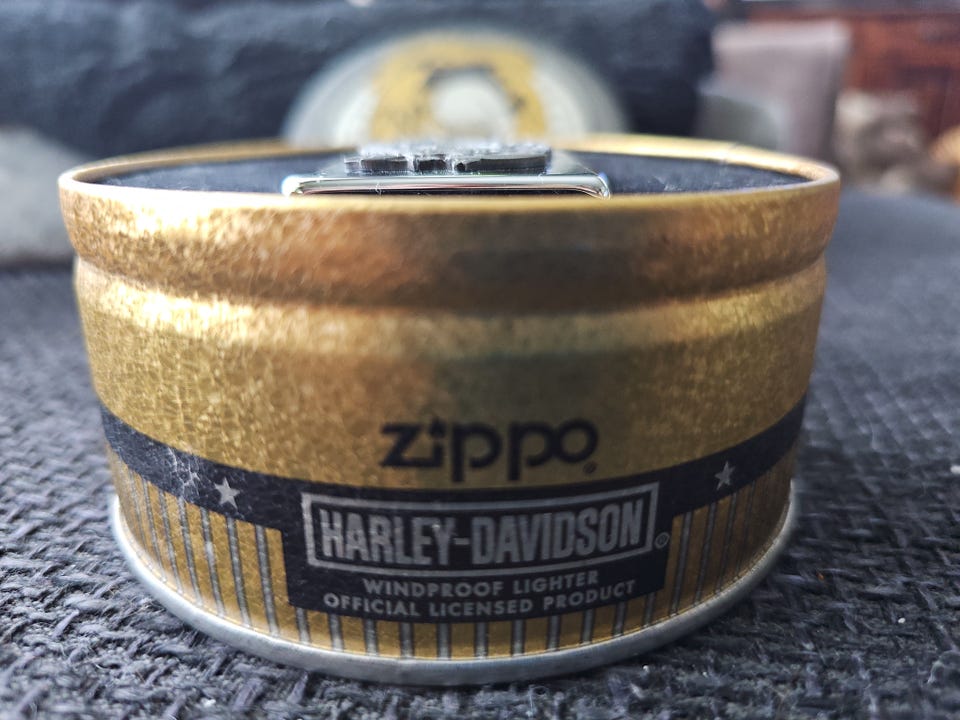 zippo®
HARLEY-DAVIDSON®
WINDPROOF LIGHTER
OFFICIAL LICENSED PRODUCT